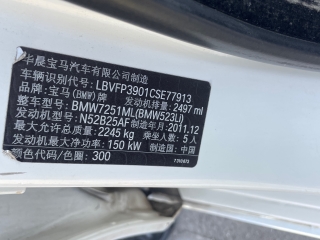 华晨宝马汽车有限公司制造
车辆识别代号: LBVFP3901CSE77913
品牌: 宝马(BMW)牌 发动机排量: 2497 ml
整车型号: BMW7251ML(BMW523Li)
发动机型号: N52B25AF 制造年月: 2011.12
最大允许总质量: 2245 kg 乘坐人数: 5人
发动机最大净功率: 150 kW 制造国: 中国
颜色代号/色圈: 300